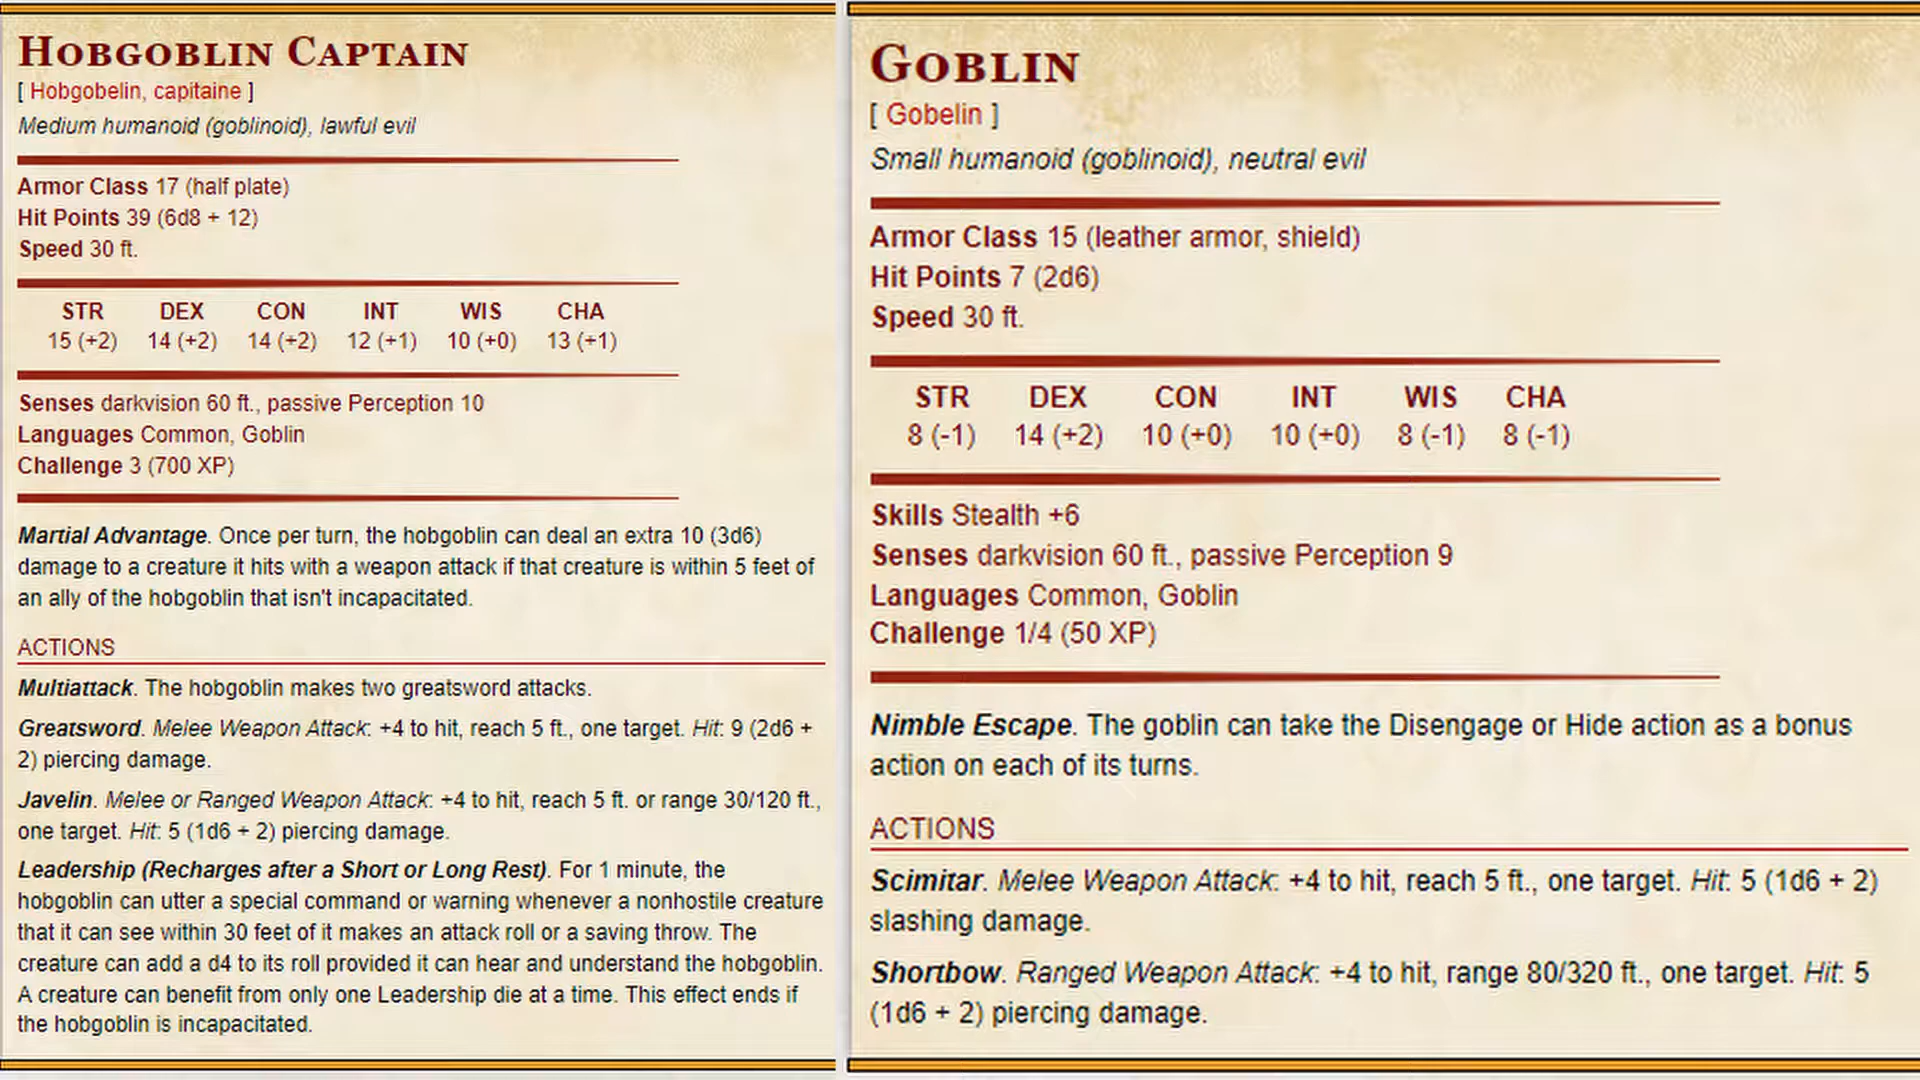 Hobgoblin Captain
[ Hobgobelin, capitaine ]
Medium humanoid (goblinoid), lawful evil
Armor Class 17 (half plate)
Hit Points 39 (6d8 + 12)
Speed 30 ft.
STR DEX CON INT WIS CHA
15 (+2) 14 (+2) 14 (+2) 12 (+1) 10 (+0) 13 (+1)
Senses darkvision 60 ft., passive Perception 10
Languages Common, Goblin
Challenge 3 (700 XP)
Martial Advantage. Once per turn, the hobgoblin can deal an extra 10 (3d6)
damage to a creature it hits with a weapon attack if that creature is within 5 feet of
an ally of the hobgoblin that isn't incapacitated.
ACTIONS
Multiattack. The hobgoblin makes two greatsword attacks.
Greatsword. Melee Weapon Attack: +4 to hit, reach 5 ft., one target. Hit: 9 (2d6 +
2) piercing damage.
Javelin. Melee or Ranged Weapon Attack: +4 to hit, reach 5 ft. or range 30/120 ft.,
one target. Hit: 5 (1d6 + 2) piercing damage.
Leadership (Recharges after a Short or Long Rest). For 1 minute, the
hobgoblin can utter a special command or warning whenever a nonhostile creature
that it can see within 30 feet of it makes an attack roll or a saving throw. The
creature can add a d4 to its roll provided it can hear and understand the hobgoblin.
A creature can benefit from only one Leadership die at a time. This effect ends if
the hobgoblin is incapacitated.
Goblin
[ Gobelin ]
Small humanoid (goblinoid), neutral evil
Armor Class 15 (leather armor, shield)
Hit Points 7 (2d6)
Speed 30 ft.
STR DEX CON INT WIS CHA
8 (-1) 14 (+2) 10 (+0) 10 (+0) 8 (-1) 8 (-1)
Skills Stealth +6
Senses darkvision 60 ft., passive Perception 9
Languages Common, Goblin
Challenge 1/4 (50 XP)
Nimble Escape. The goblin can take the Disengage or Hide action as a bonus
action on each of its turns.
ACTIONS
Scimitar. Melee Weapon Attack: +4 to hit, reach 5 ft., one target. Hit: 5 (1d6 + 2)
slashing damage.
Shortbow. Ranged Weapon Attack: +4 to hit, range 80/320 ft., one target. Hit: 5
(1d6 + 2) piercing damage.